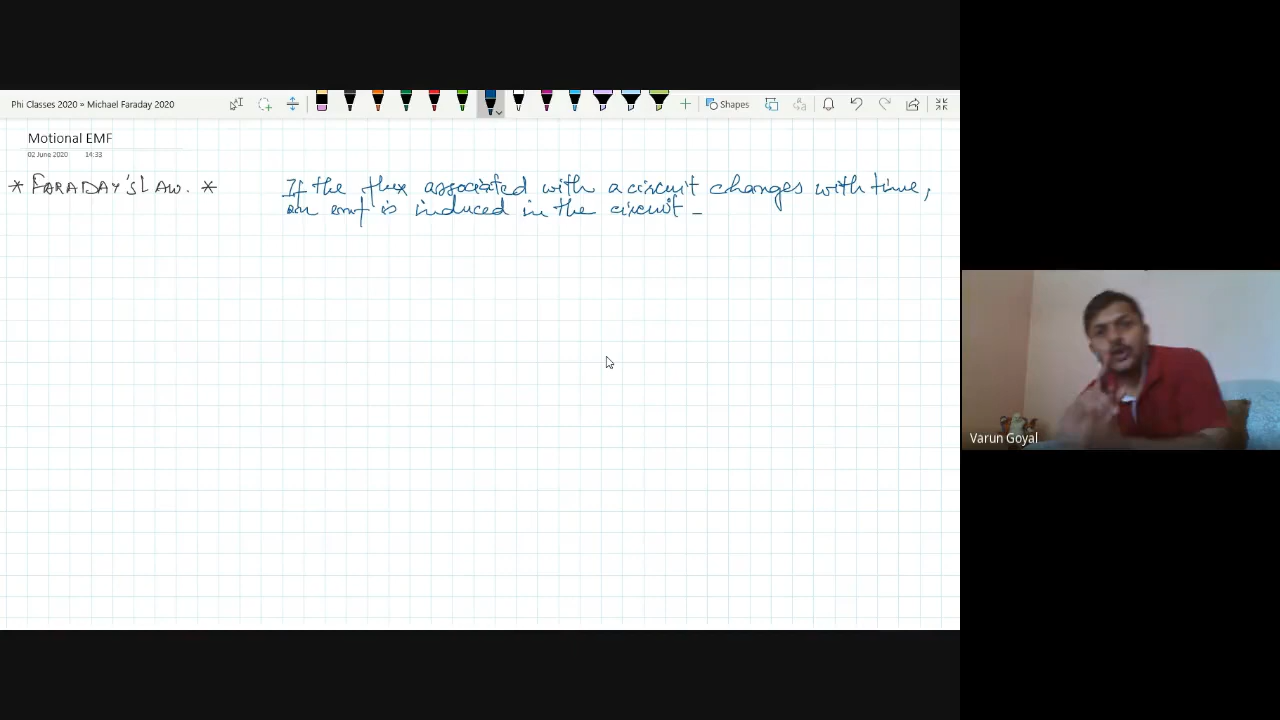 Phi Classes 2020 » Michael Faraday 2020
Shapes
Motional EMF
02 June 2020 14:33
* FARADAY'S LAW. *
If the flux associated with a circuit changes with time,
an emf is induced in the circuit -
Varun Goyal